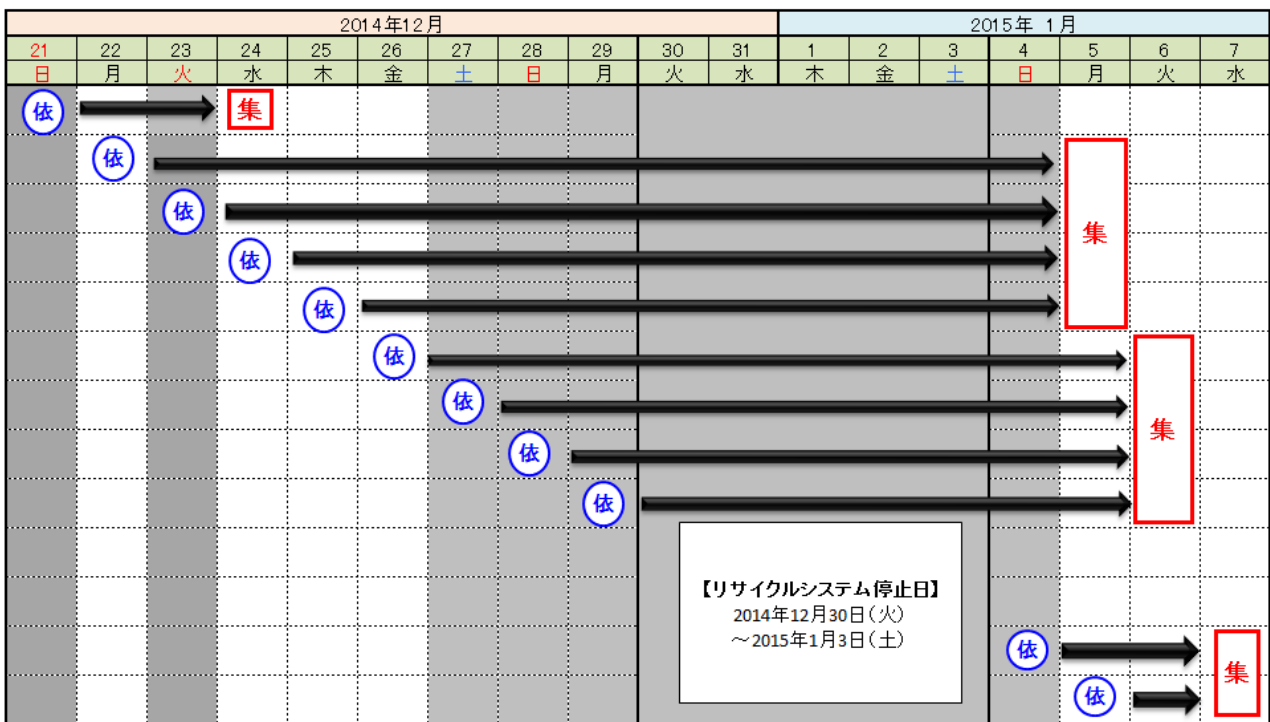 2014年12月 2015年 1月
21 22 23 24 25 26 27 28 29 30 31 1 2 3 4 5 6 7
日 月 火 水 木 金 土 日 月 火 水 木 金 土 日 月 火 水
依 集
依
依
集
依
依
依
依
集
依
依
【リサイクルシステム停止日】
2014年12月30日(火)
～2015年1月3日(土)
依
集
依